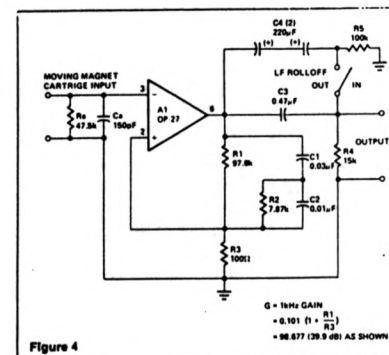 C4 (2)
220μF
(+) (+)
R5
100k
LF ROLLOFF
OUT IN
MOVING MAGNET
CARTRIGE INPUT
3
A1
OP 27
6
2
Ra
47.5k
Ca
150pF
C3
0.47μF
R1
97.6k
C1
0.03μF
R2
7.87k
C2
0.01μF
R3
100Ω
R4
15k
OUTPUT
G = 1kHz GAIN
= 0.101 (1 + R1
R3)
= 98.677 (39.9 dB) AS SHOWN
Figure 4